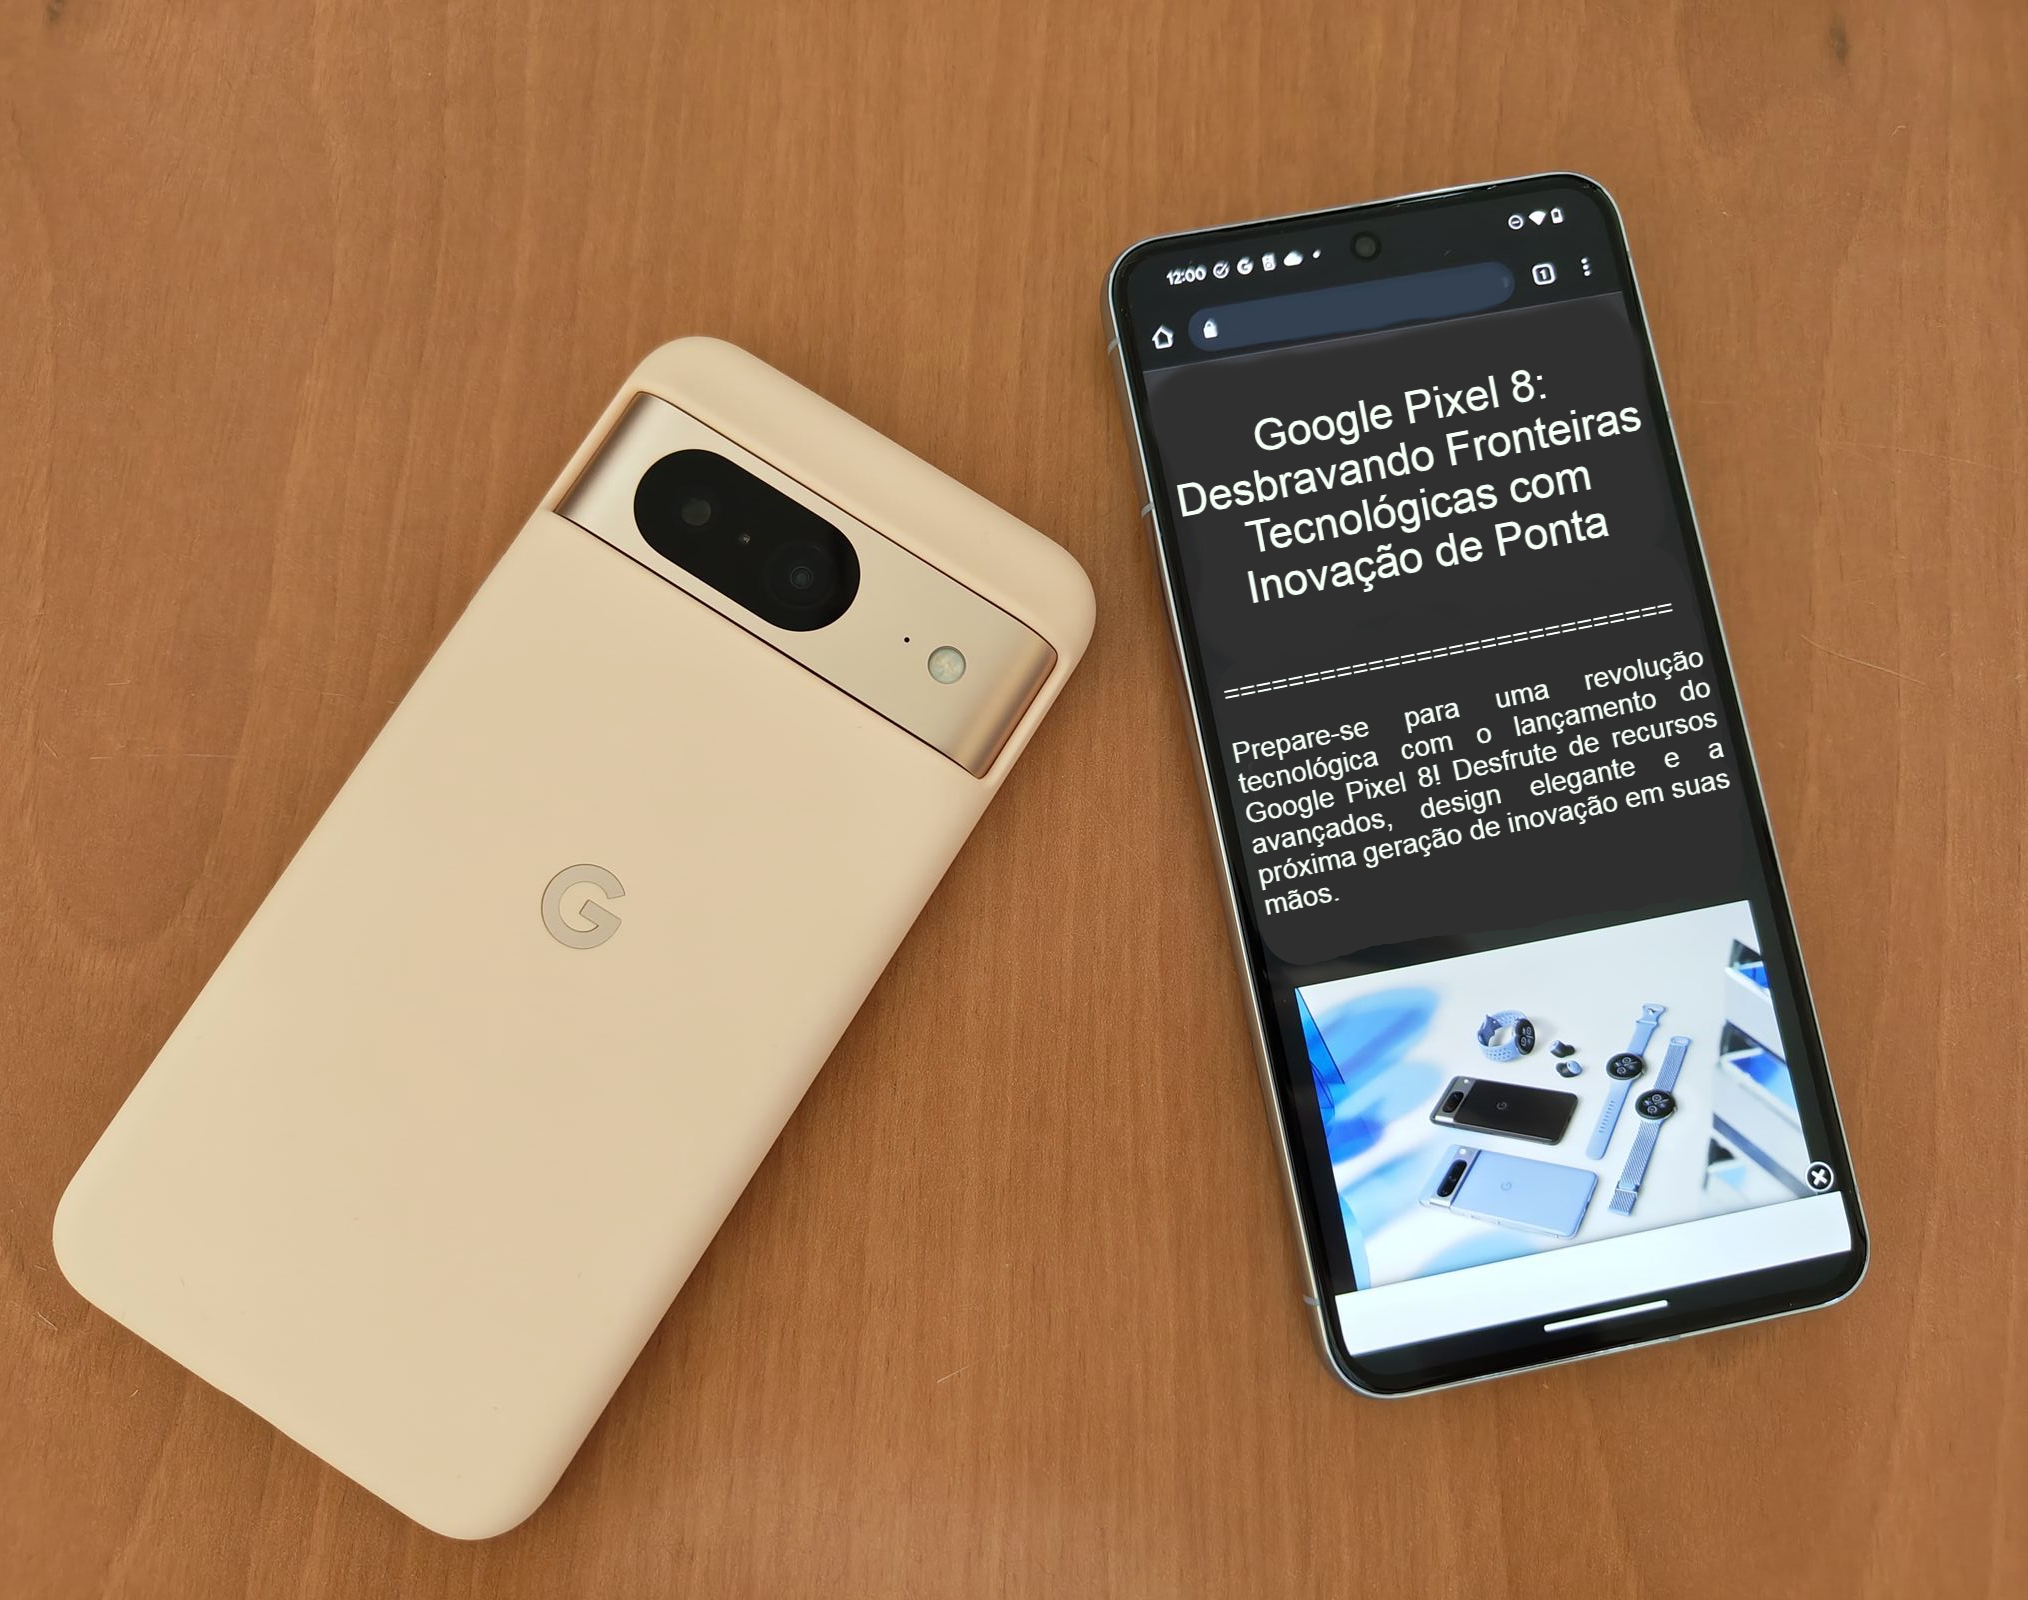 12:00
1
Google Pixel 8:
Desbravando Fronteiras
Tecnológicas com
Inovação de Ponta
============================
Prepare-se para uma revolução
tecnológica com o lançamento do
Google Pixel 8! Desfrute de recursos
avançados, design elegante e a
próxima geração de inovação em suas
mãos.
G